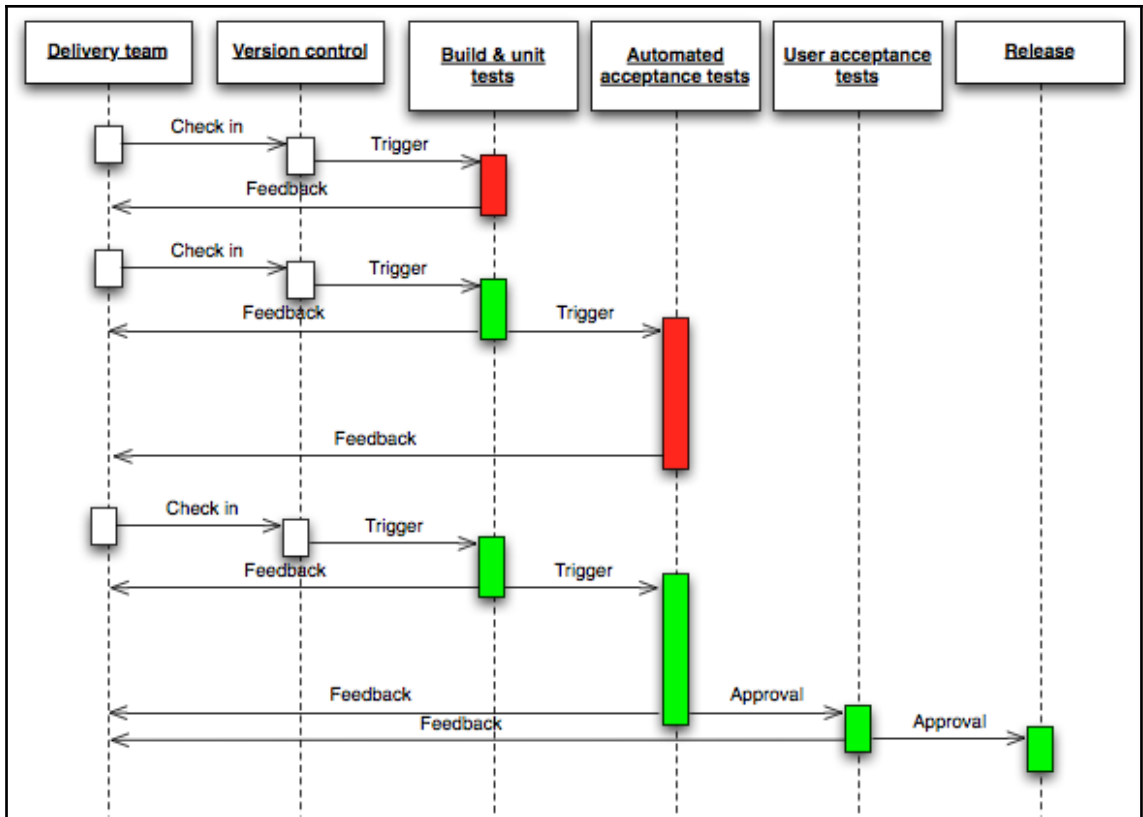 Delivery team
Version control
Build & unit
tests
Automated
acceptance tests
User acceptance
tests
Release
Check in
Trigger
Feedback
Check in
Trigger
Feedback
Trigger
Feedback
Check in
Trigger
Feedback
Trigger
Feedback
Approval
Feedback
Approval